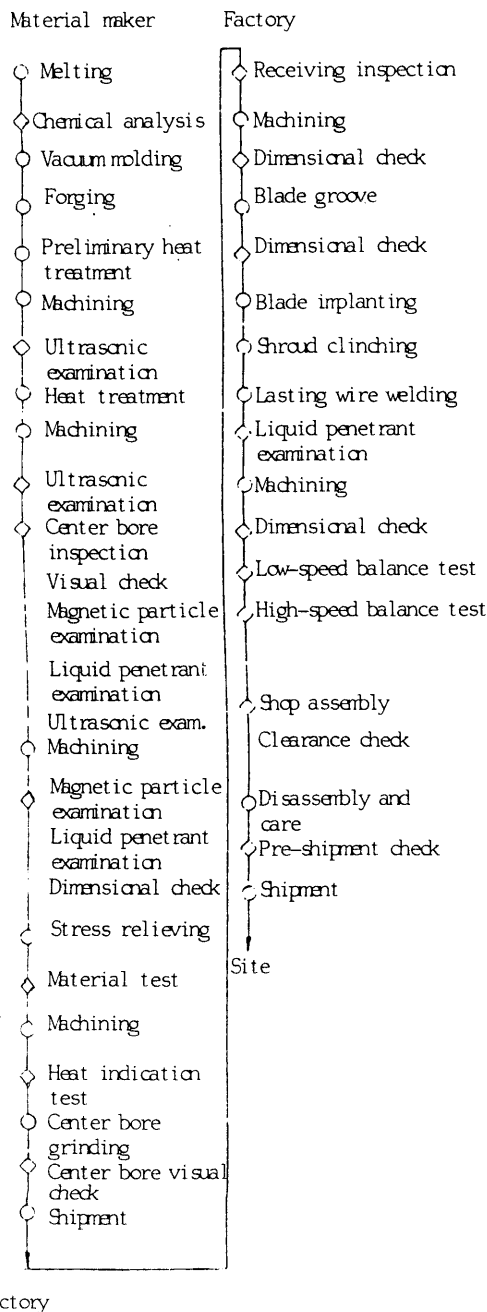 Material maker
Melting
Chemical analysis
Vacuum molding
Forging
Preliminary heat
treatment
Machining
Ultrasonic
examination
Heat treatment
Machining
Ultrasonic
examination
Center bore
inspection
Visual check
Magnetic particle
examination
Liquid penetrant
examination
Ultrasonic exam.
Machining
Magnetic particle
examination
Liquid penetrant
examination
Dimensional check
Stress relieving
Material test
Machining
Heat indication
test
Center bore
grinding
Center bore visual
check
Shipment
ctory
Factory
Receiving inspection
Machining
Dimensional check
Blade groove
Dimensional check
Blade implanting
Shroud clinching
Lasting wire welding
Liquid penetrant
examination
Machining
Dimensional check
Low-speed balance test
High-speed balance test
Shop assembly
Clearance check
Disassembly and
care
Pre-shipment check
Shipment
Site